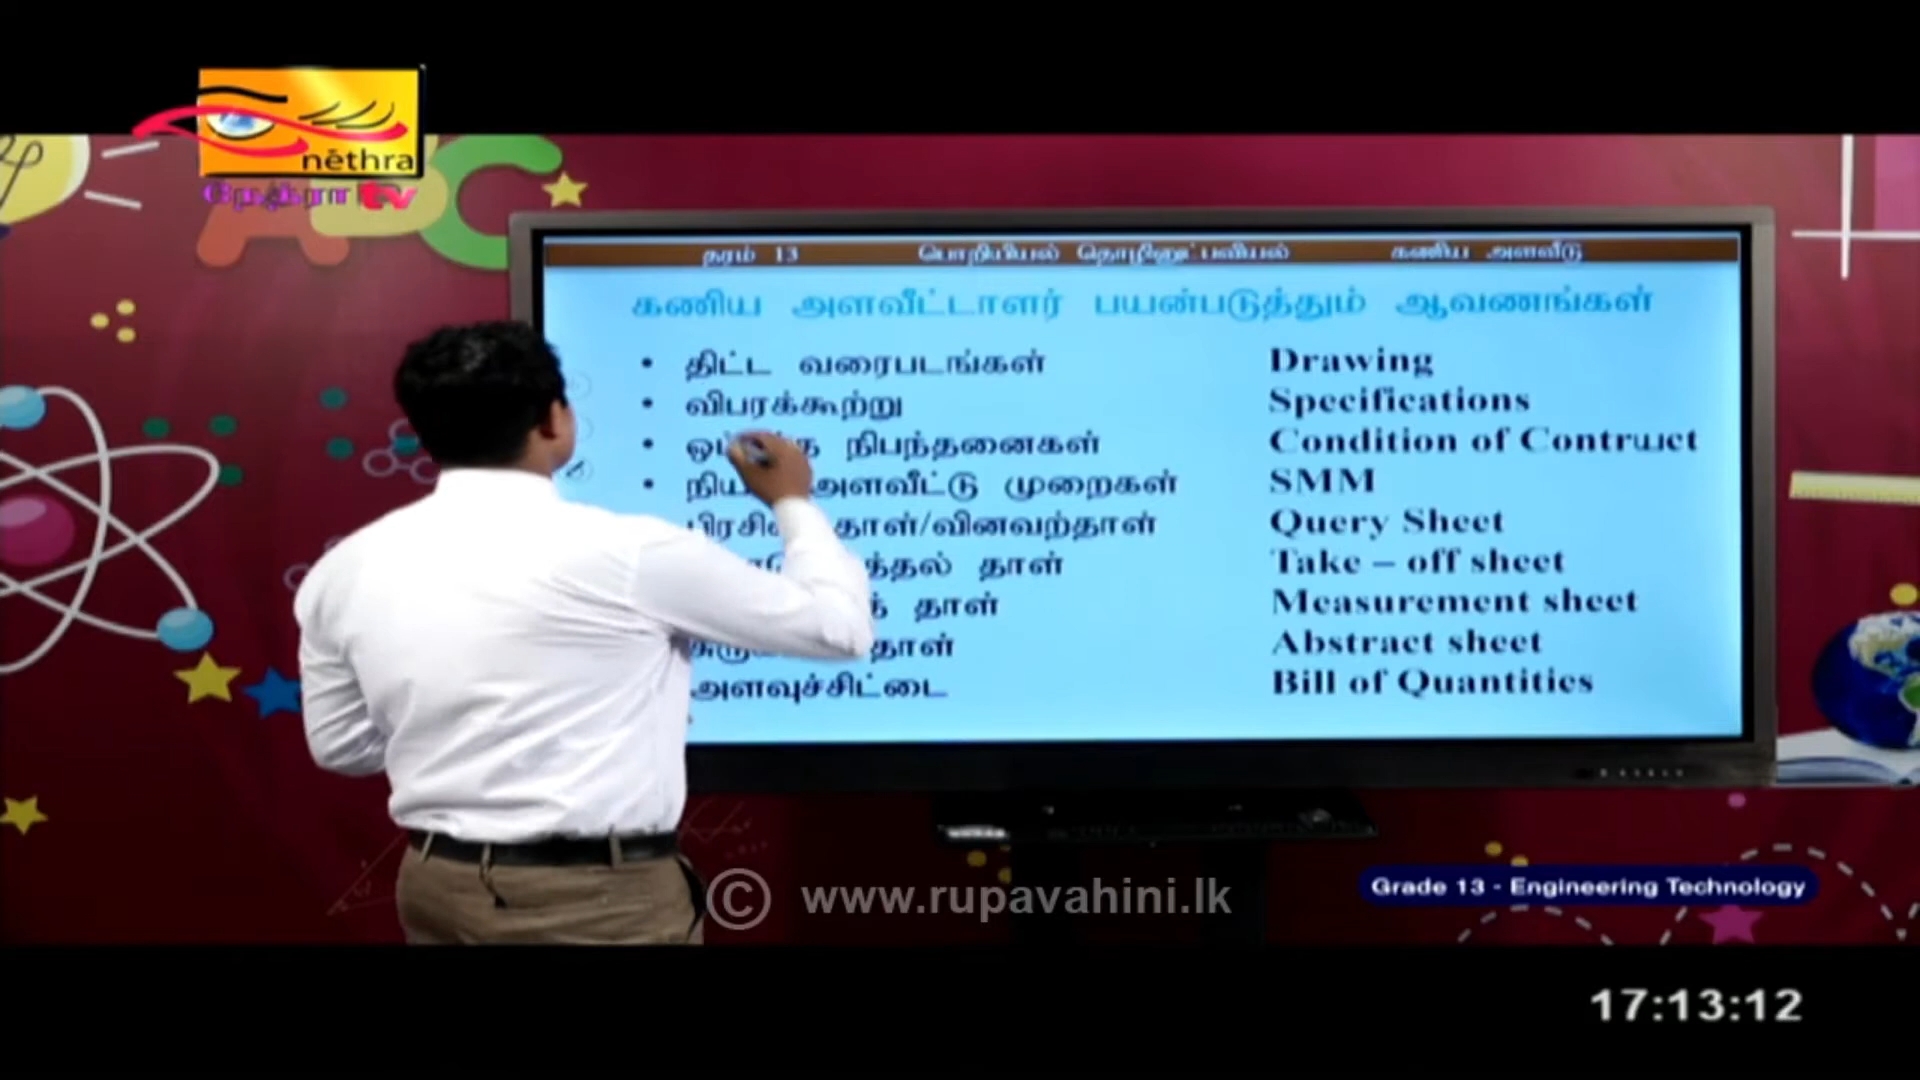 nēthra
நேத்ரா tv
தரம் 13 பொறியியல் தொழினுட்பவியல் கணிய அளவீடு
கணிய அளவீட்டாளர் பயன்படுத்தும் ஆவணங்கள்
• திட்ட வரைபடங்கள் Drawing
• விபரக்கூற்று Specifications
• நிபந்தனைகள் Condition of Contruct
• அளவீட்டு முறைகள் SMM
தாள்/வினவற்தாள் Query Sheet
தாள் Take – off sheet
தாள் Measurement sheet
தாள் Abstract sheet
அளவுச்சிட்டை Bill of Quantities
Grade 13 - Engineering Technology
© www.rupavahini.lk
17:13:12